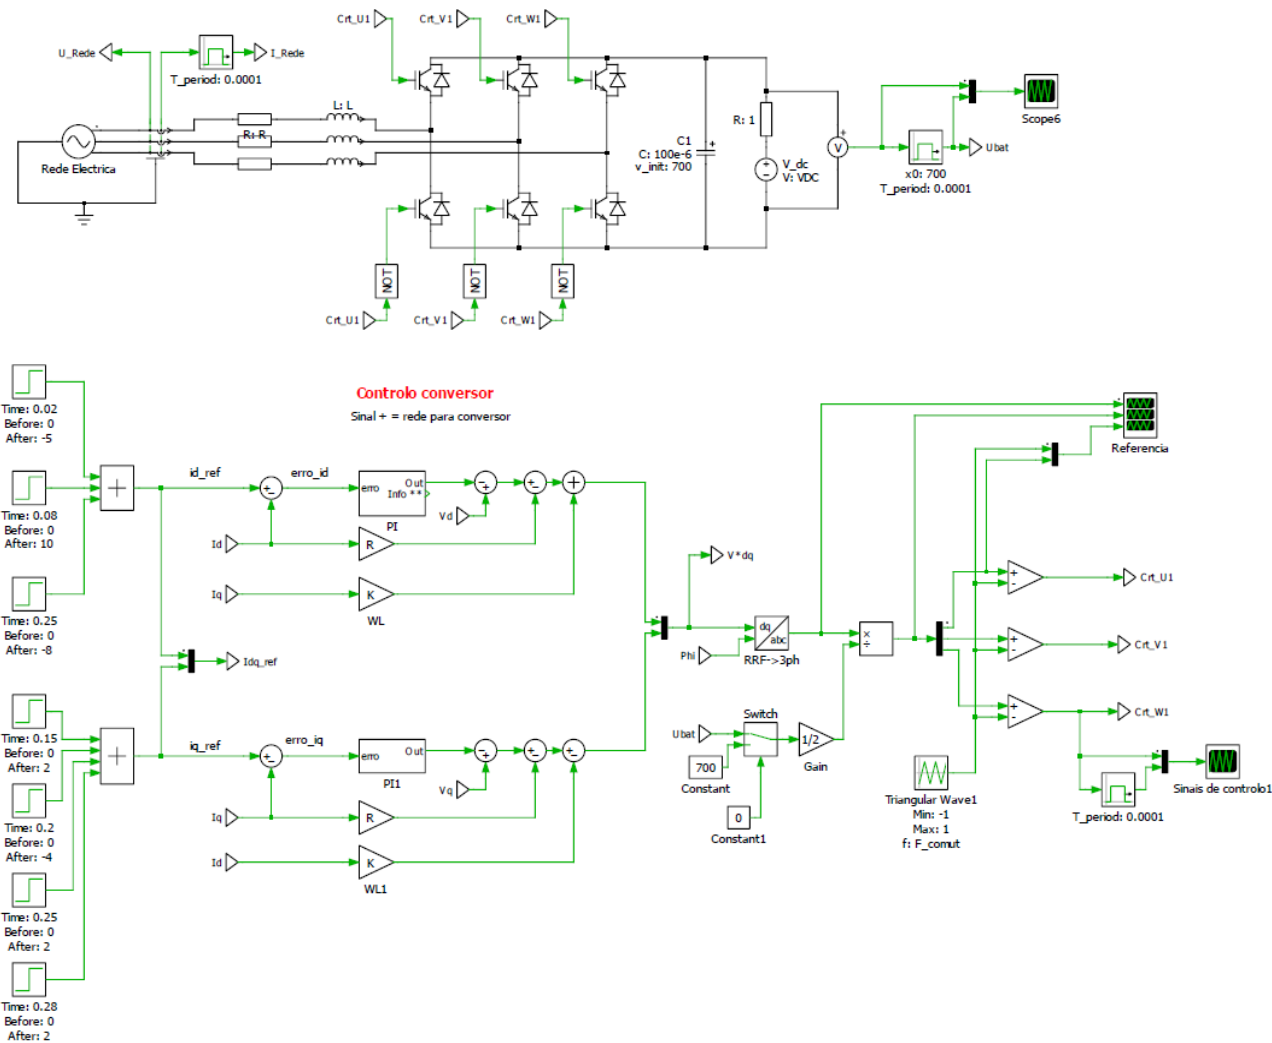 Crt_U1
Crt_V1
Crt_W1
U_Rede
I_Rede
T_period: 0.0001
L: L
R: R
Rede Electrica
C1
C: 100e-6
v_init: 700
R: 1
V_dc
V: VDC
V
+
Scope6
Ubat
x0: 700
T_period: 0.0001
NOT
NOT
NOT
Crt_U1
Crt_V1
Crt_W1
Controlo conversor
Sinal + = rede para conversor
Time: 0.02
Before: 0
After: -5
Time: 0.08
Before: 0
After: 10
Time: 0.25
Before: 0
After: -8
id_ref
erro_id
erro
Out
Info **
PI
Vd
Id
R
Iq
K
WL
Idq_ref
Time: 0.15
Before: 0
After: 2
Time: 0.2
Before: 0
After: -4
Time: 0.25
Before: 0
After: 2
Time: 0.28
Before: 0
After: 2
iq_ref
erro_iq
erro
Out
PI1
Vq
Iq
R
Id
K
WL1
V*dq
dq
abc
Phi
RRF->3ph
×
÷
Switch
Ubat
700
Constant
0
Constant1
1/2
Gain
Referencia
Crt_U1
Crt_V1
Crt_W1
Triangular Wave1
Min: -1
Max: 1
f: F_comut
T_period: 0.0001
Sinais de controlo1